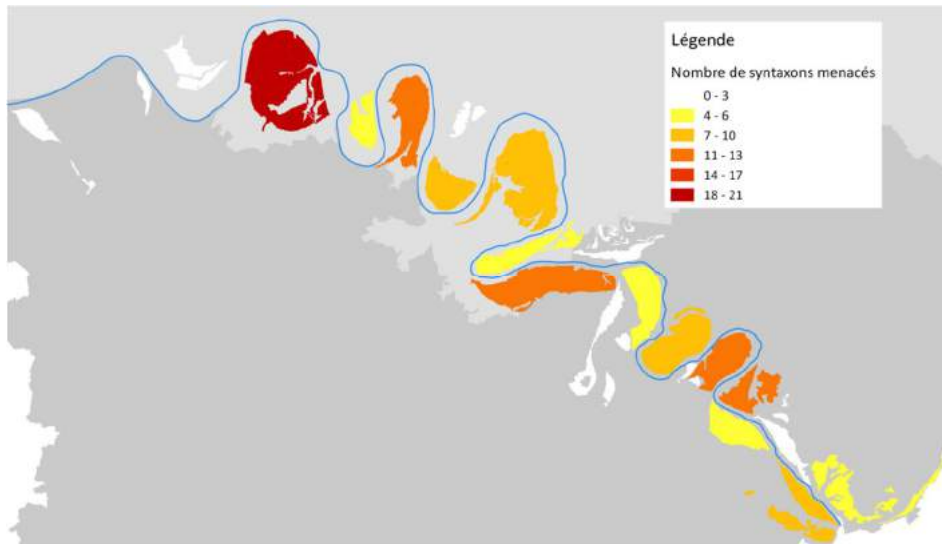 Légende
Nombre de syntaxons menacés
0 - 3
4 - 6
7 - 10
11 - 13
14 - 17
18 - 21